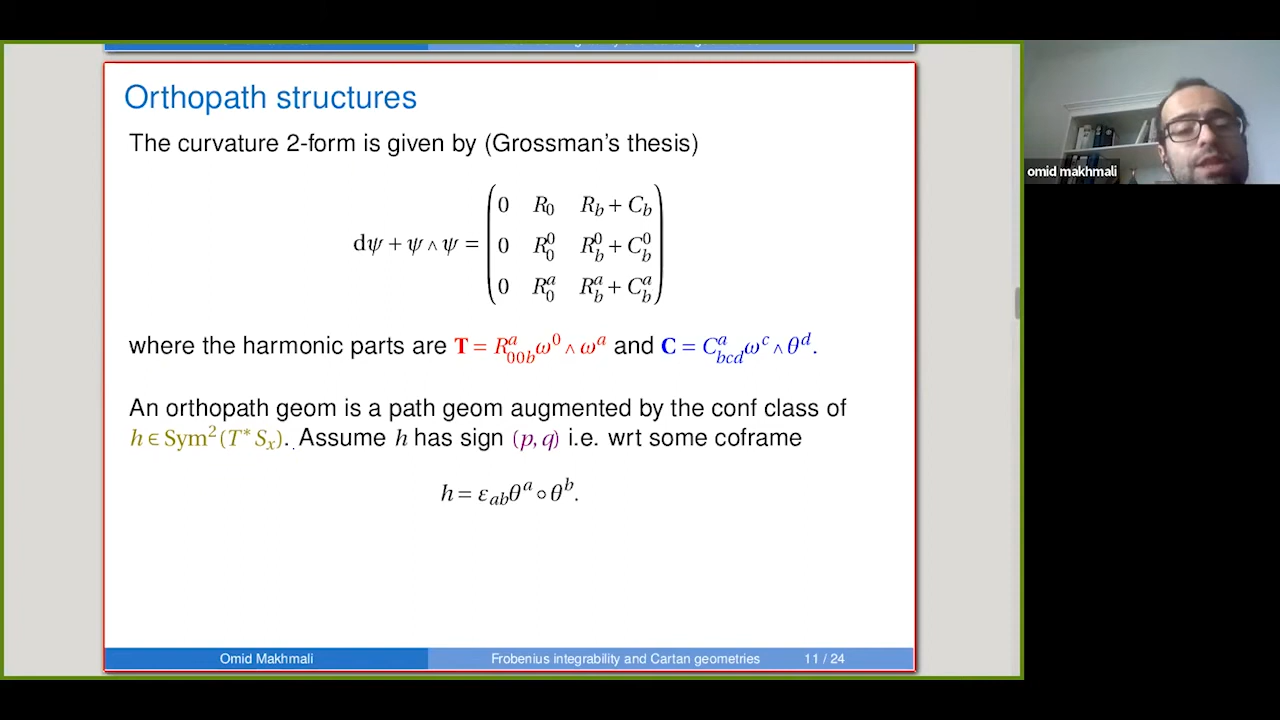 Orthopath structures
The curvature 2-form is given by (Grossman's thesis)
dψ + ψ ∧ ψ = ( 0 R_0 R_b + C_b
0 R^0_0 R^0_b + C^0_b
0 R^a_0 R^a_b + C^a_b )
where the harmonic parts are T = R^a_{00b} ω^0 ∧ ω^a and C = C^a_{bcd} ω^c ∧ θ^d.
An orthopath geom is a path geom augmented by the conf class of
h ∈ Sym^2(T^*S_x). Assume h has sign (p, q) i.e. wrt some coframe
h = ε_{ab} θ^a ∘ θ^b.
Omid Makhmali Frobenius integrability and Cartan geometries 11 / 24
omid makhmali